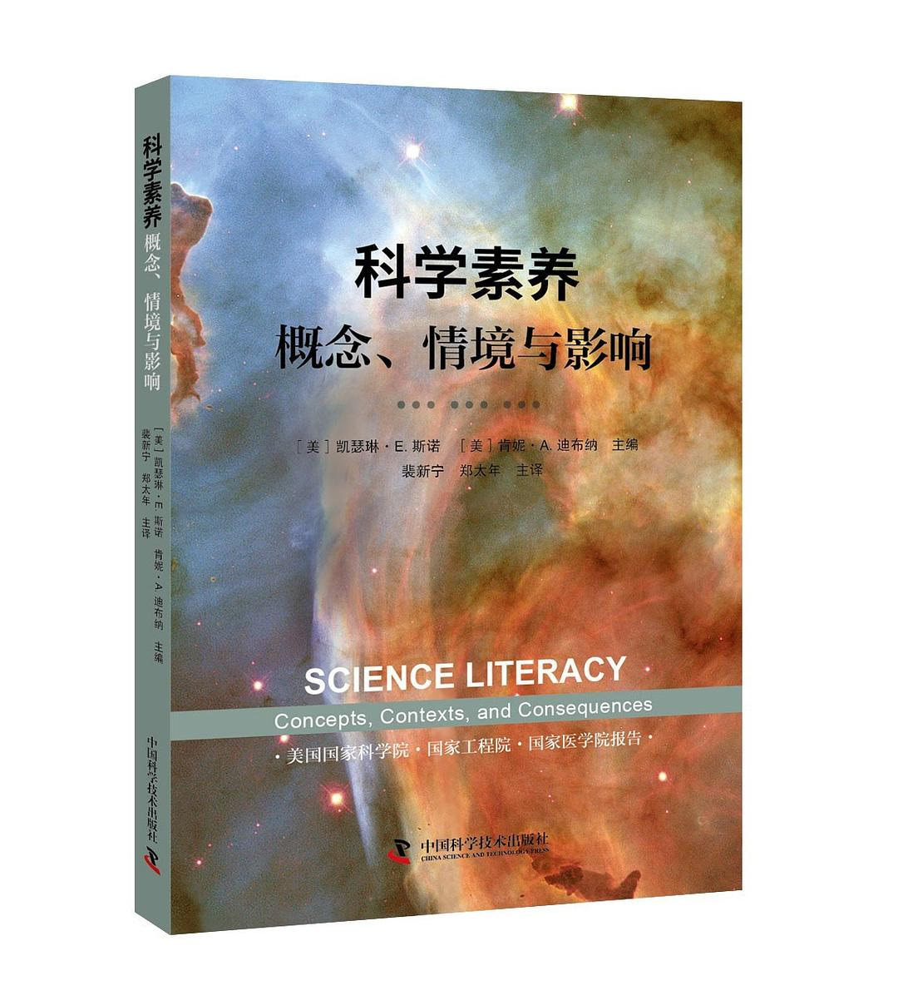 科学素养
概念、情境与影响
[美]凯瑟琳·E. 斯诺 [美]肯妮·A. 迪布纳 主编
裴新宁 郑太年 主译
SCIENCE LITERACY
Concepts, Contexts, and Consequences
·美国国家科学院·国家工程院·国家医学院报告·
中国科学技术出版社
CHINA SCIENCE AND TECHNOLOGY PRESS
科学素养 概念、情境与影响
[美]凯瑟琳·E. 斯诺 肯妮·A. 迪布纳 主编
裴新宁 郑太年 主译
中国科学技术出版社